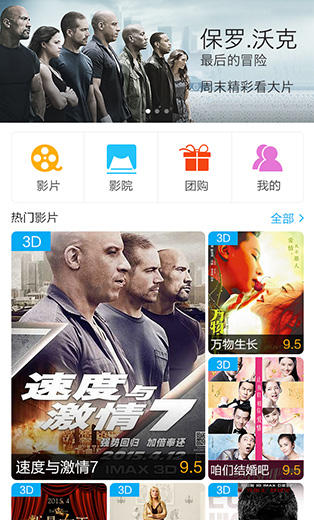 保罗.沃克
最后的冒险
周末精彩看大片
影片
影院
团购
我的
热门影片
全部
3D
速度与
激情7
强势回归 加倍奉还
2015.4.12
IMAX 3D
速度与激情7
9.5
3D
爱情
万物
万物生长
9.5
3D
咱们结婚吧
9.5
3D
2015.4
3D